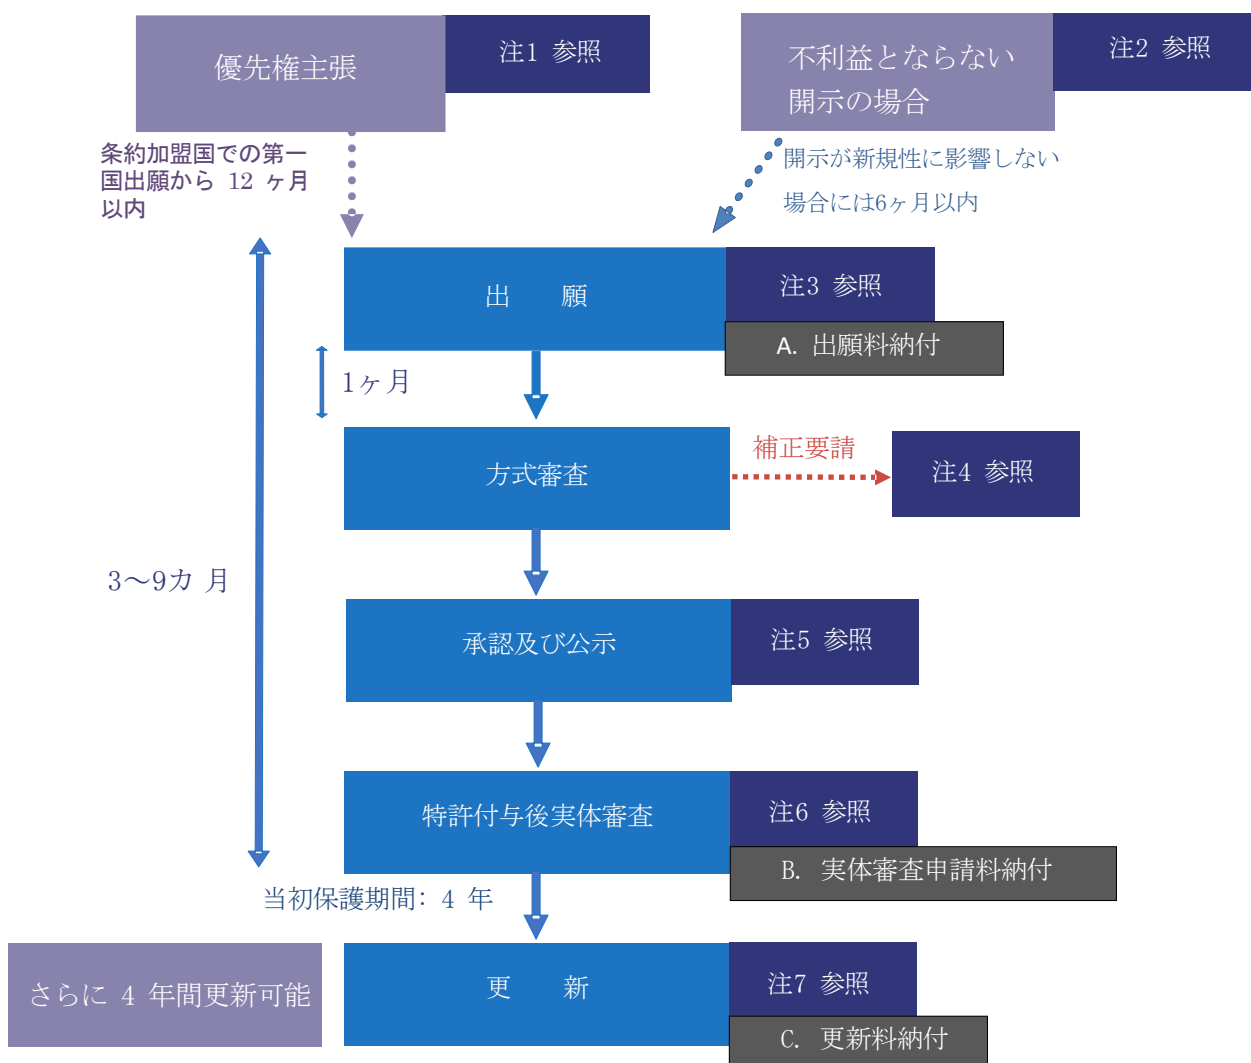 優先権主張
注1 参照
不利益とならない
開示の場合
注2 参照
条約加盟国での第一
国出願から 12 ヶ月
以内
開示が新規性に影響しない
場合には6ヶ月以内
出 願
注3 参照
A. 出願料納付
1ヶ月
方式審査
補正要請
注4 参照
3～9カ 月
承認及び公示
注5 参照
特許付与後実体審査
注6 参照
B. 実体審査申請料納付
当初保護期間: 4 年
さらに 4 年間更新可能
更 新
注7 参照
C. 更新料納付